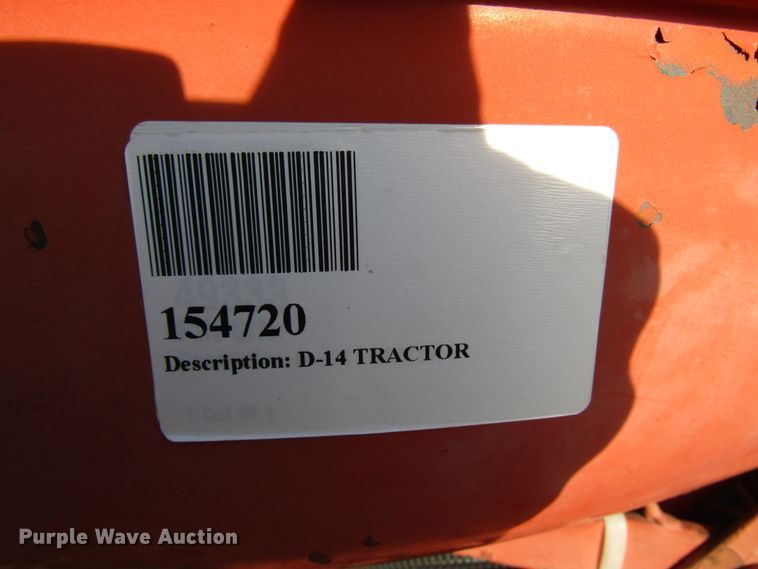 154720
Description: D-14 TRACTOR
Purple Wave Auction